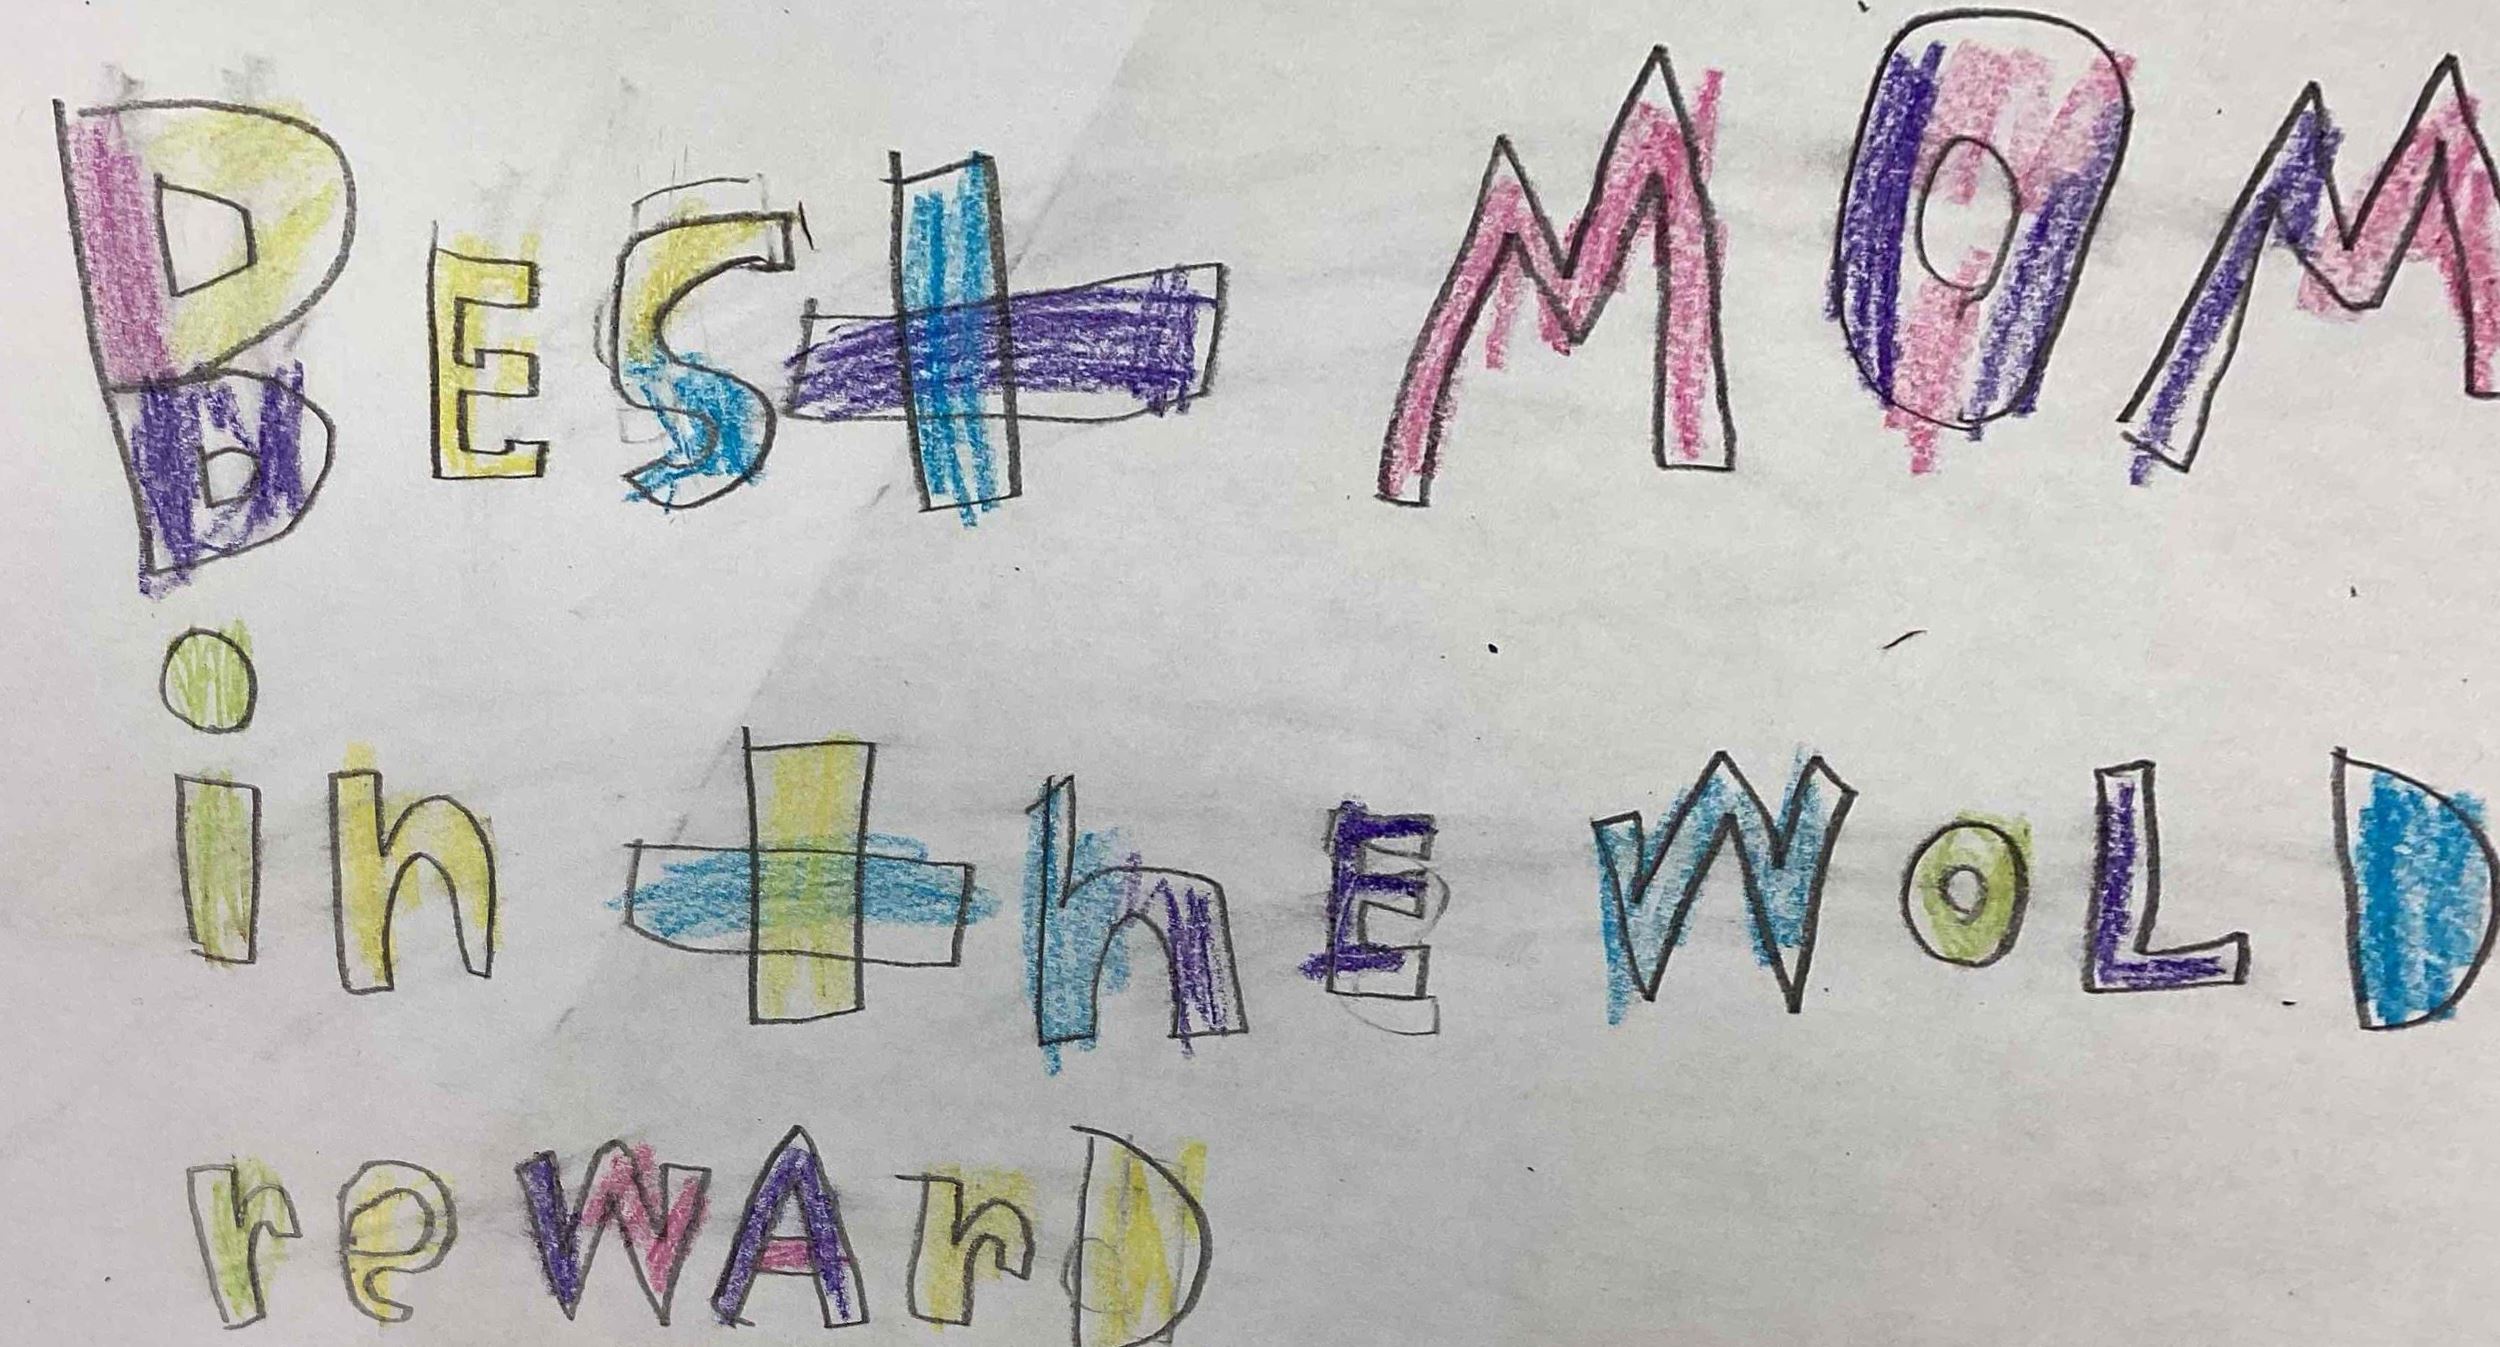 BEST MOM
in thE WOLD
reWArD